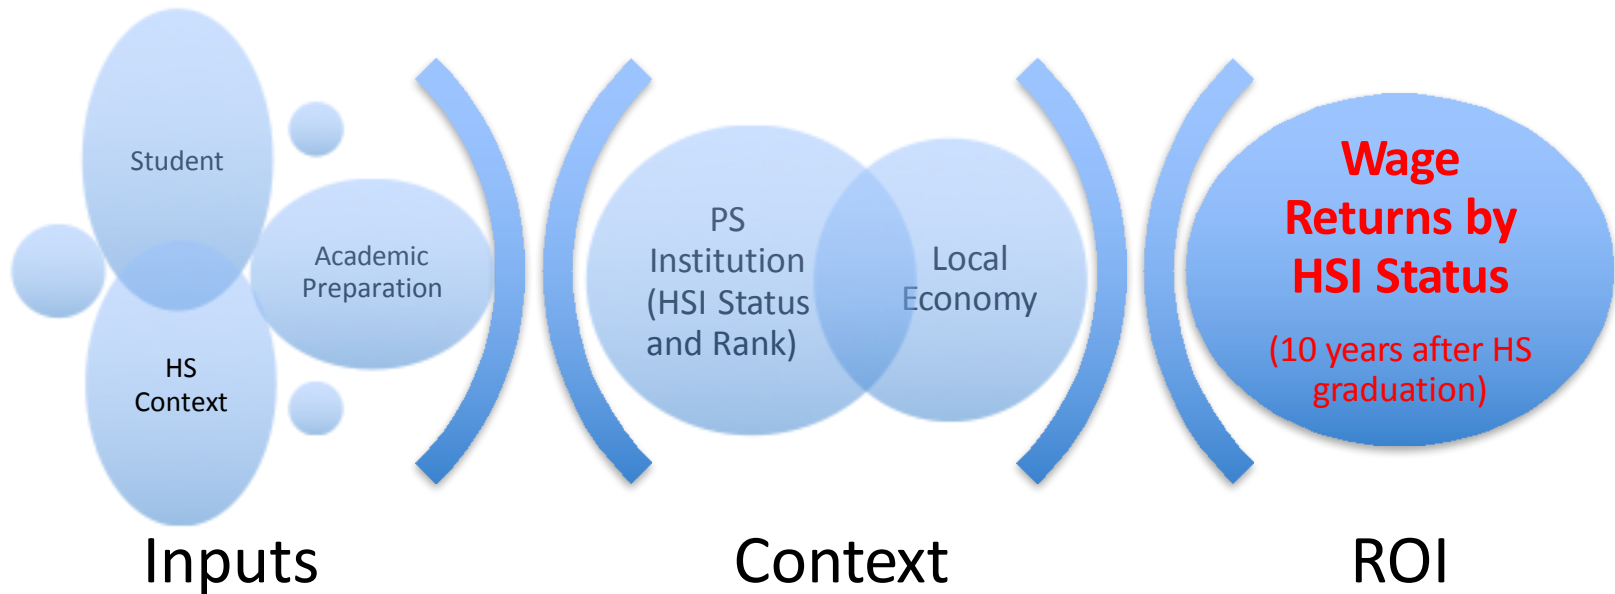 Student
Academic
Preparation
HS
Context
PS
Institution
(HSI Status
and Rank)
Local
Economy
Wage
Returns by
HSI Status
(10 years after HS
graduation)
Inputs
Context
ROI